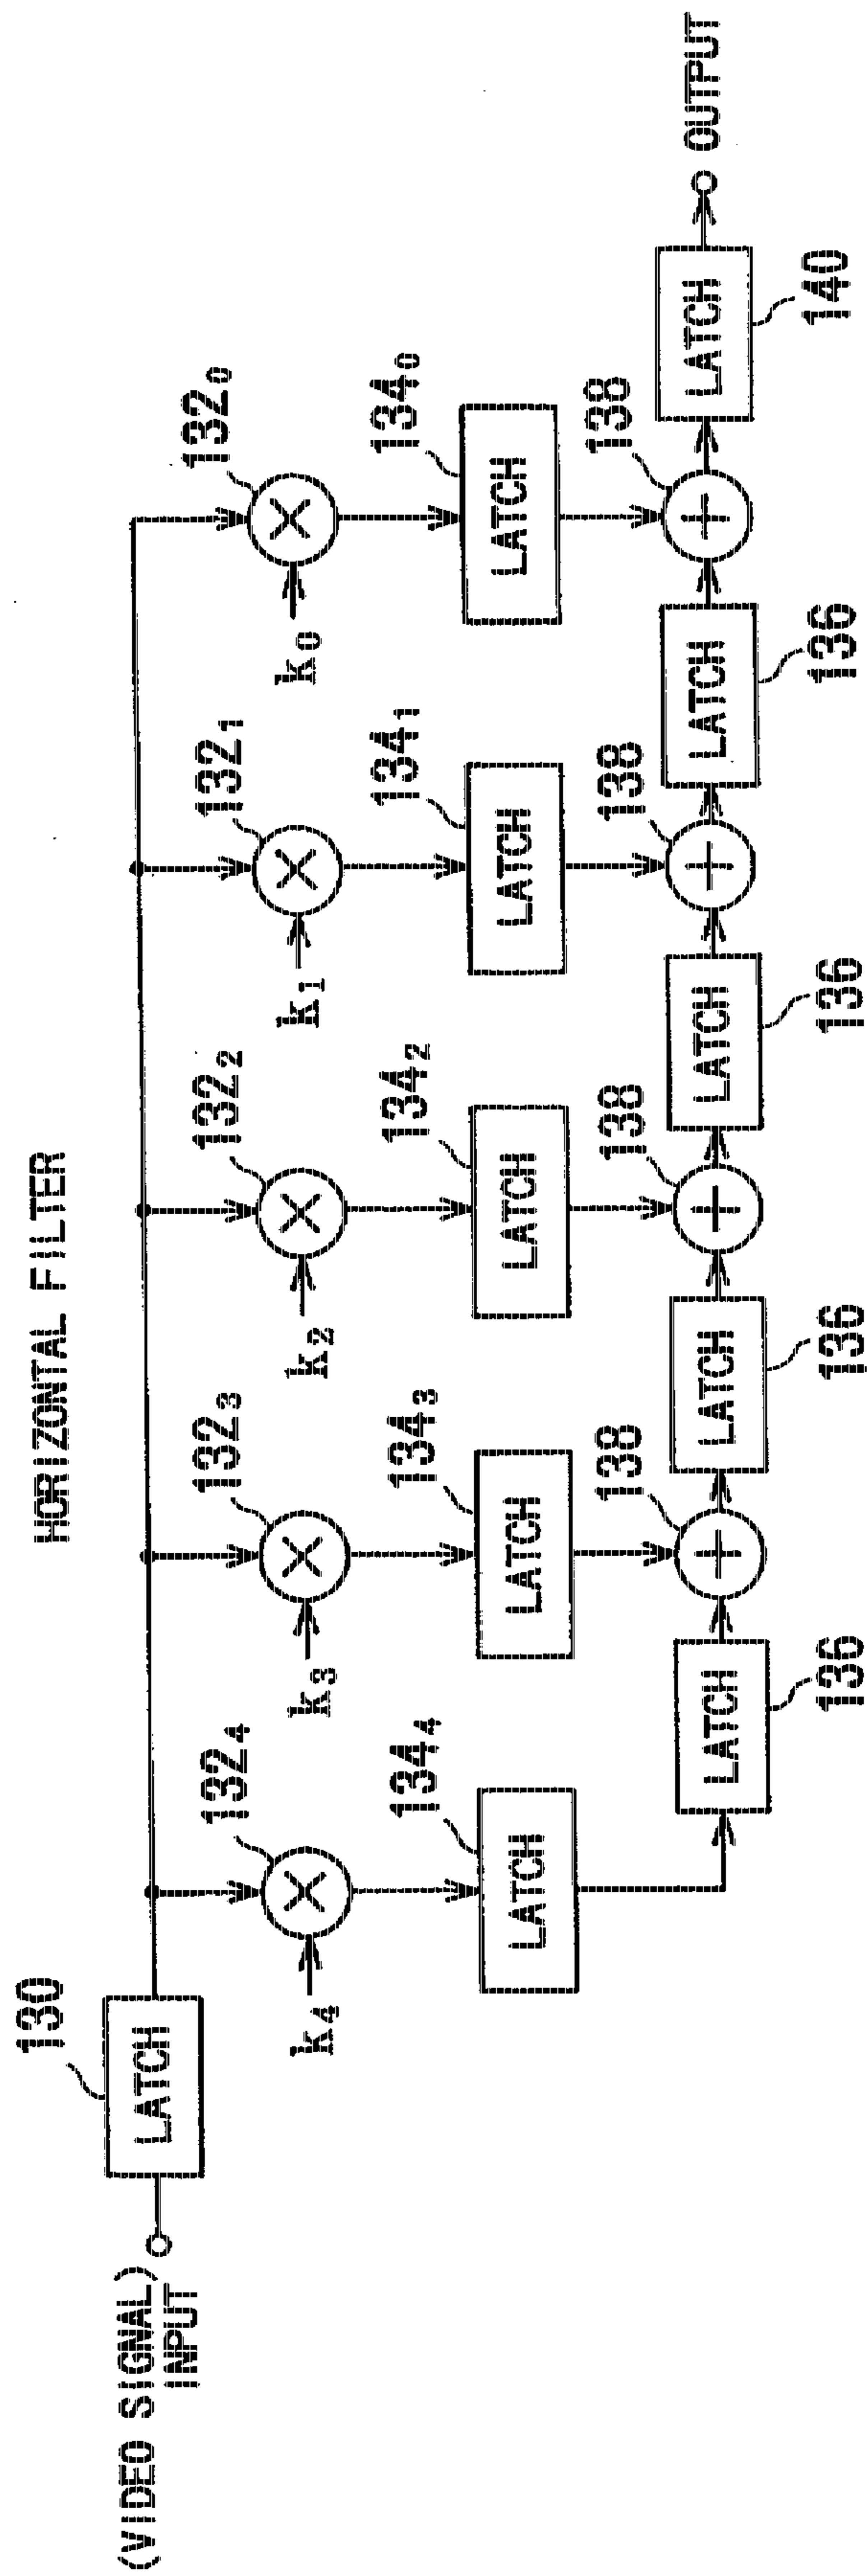 HORIZONTAL FILTER
(VIDEO SIGNAL)
INPUT
LATCH
130
132₄
132₃
132₂
132₁
132₀
k₄
k₃
k₂
k₁
k₀
134₄
134₃
134₂
134₁
134₀
LATCH
LATCH
LATCH
LATCH
LATCH
138
138
138
138
LATCH
LATCH
LATCH
LATCH
LATCH
OUTPUT
136
136
136
136
140